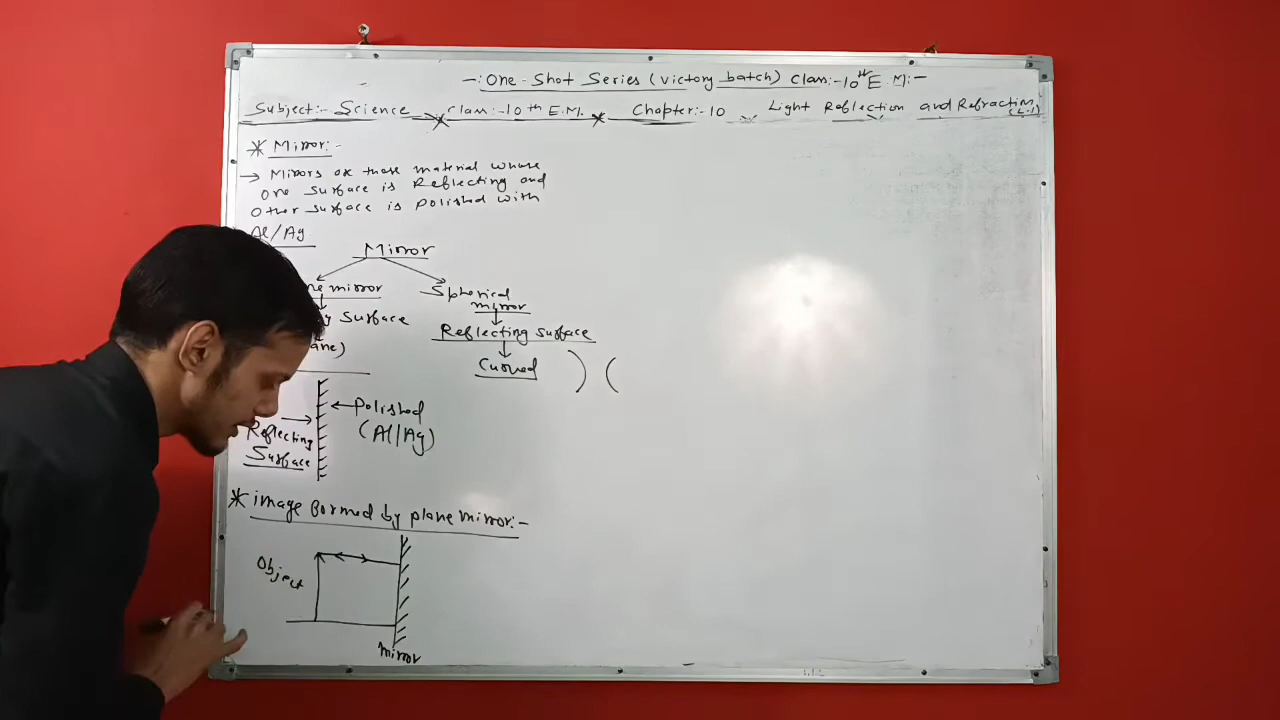 -: One-Shot Series (victory batch) Class:-10th E.M:-
Subject:- Science Class:-10th E.M. Chapter:-10 Light Reflection and Refraction (L-1)
* Mirror:-
→ Mirrors are those material whose
one surface is Reflecting and
Other surface is polished with
Al/Ag
Mirror
mirror
Spherical
mirror
surface
Reflecting surface
Curved ) (
Polished
(Al/Ag)
Reflecting
Surface
* image formed by plane mirror:-
Object
mirror